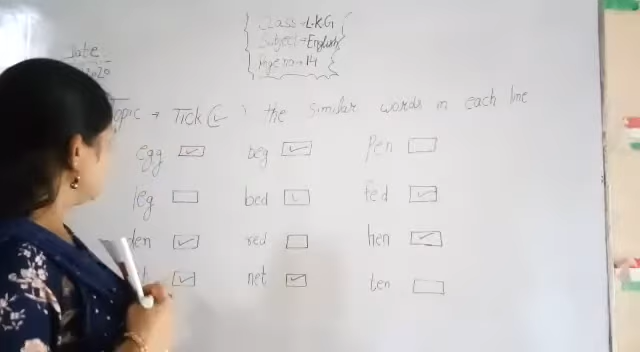 Class → L.K.G
Subject → English
Page no → 14
Date
Topic → Tick (✓) the similar words in each line
egg ☑ beg ☑ Pen ☐
leg ☐ bed ☑ fed ☑
den ☑ red ☐ hen ☑
☑ net ☑ ten ☐